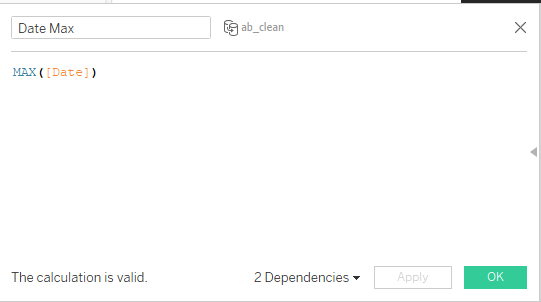 Date Max ab_clean
MAX([Date])
The calculation is valid. 2 Dependencies Apply OK